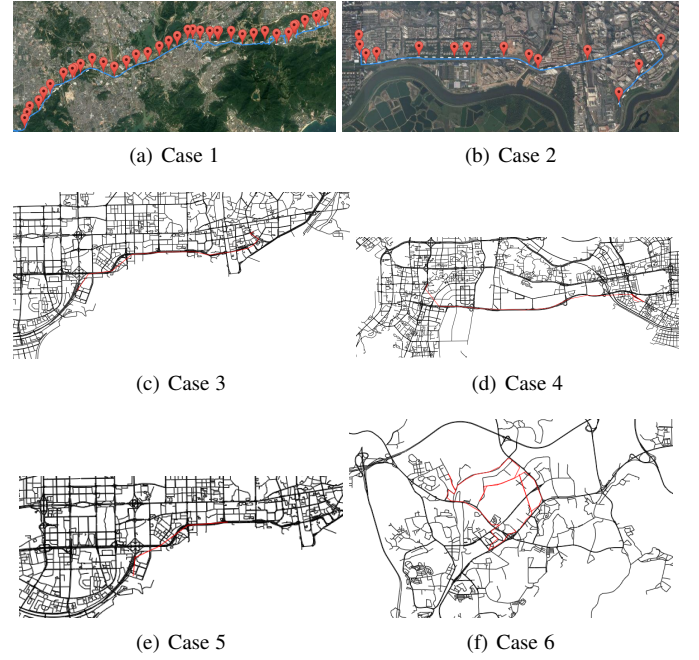 (a) Case 1
(b) Case 2
(c) Case 3
(d) Case 4
(e) Case 5
(f) Case 6